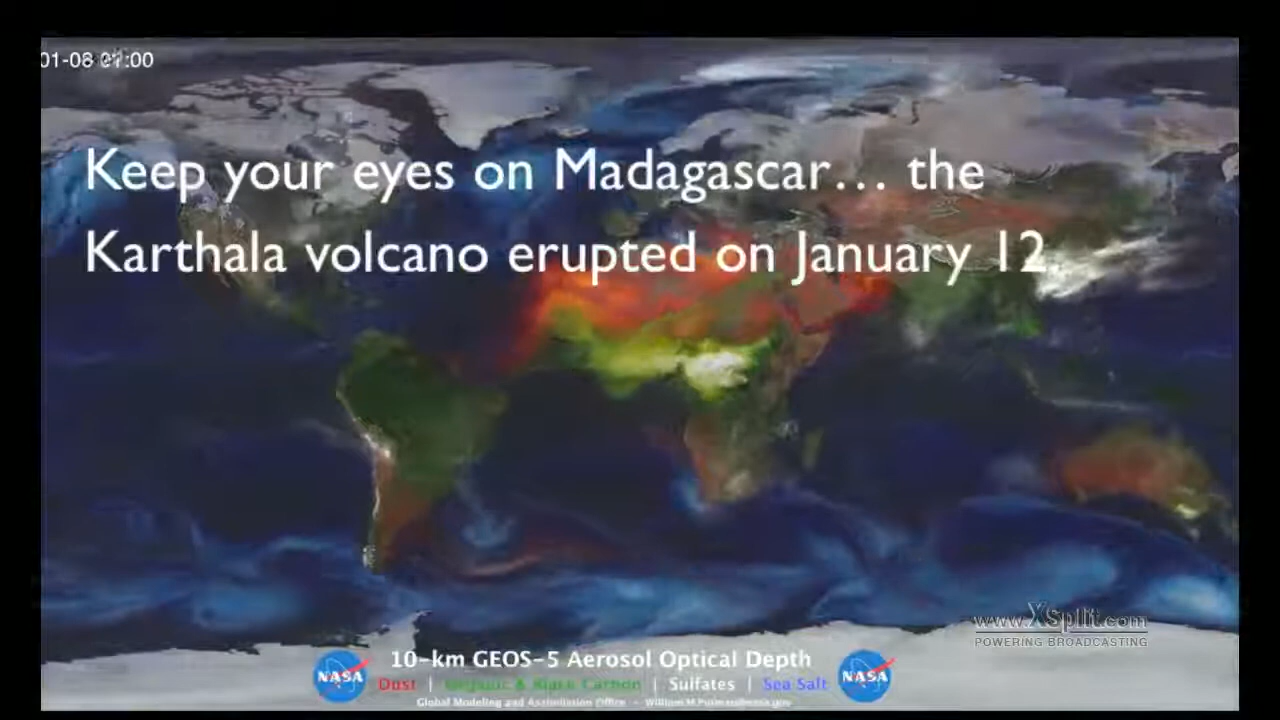 01-08 01:00
Keep your eyes on Madagascar… the
Karthala volcano erupted on January 12.
www.XSplit.com
POWERING BROADCASTING
10-km GEOS-5 Aerosol Optical Depth
NASA
NASA
Dust | Organic & Black Carbon | Sulfates | Sea Salt
Global Modeling and Assimilation Office -